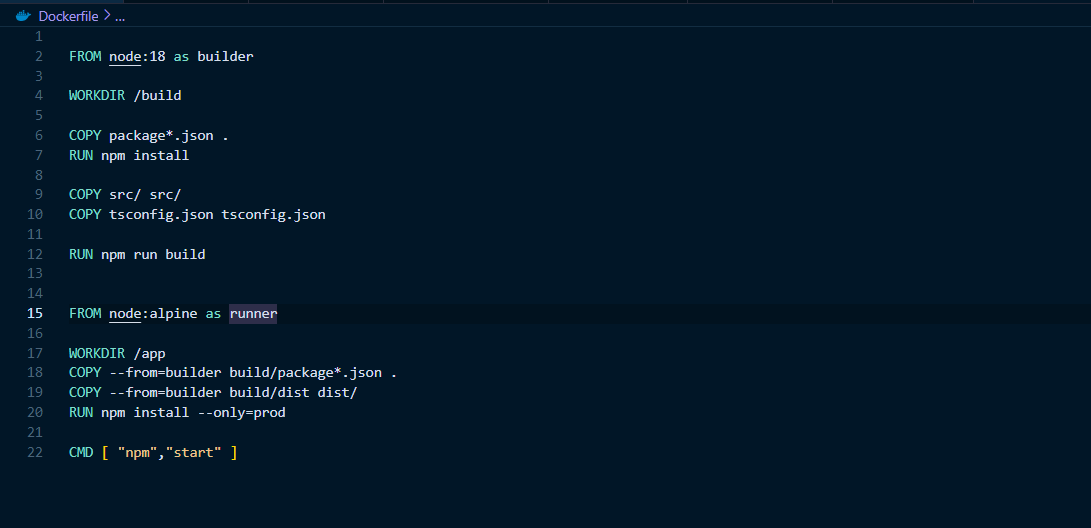 Dockerfile > ...
1
2 FROM node:18 as builder
3
4 WORKDIR /build
5
6 COPY package*.json .
7 RUN npm install
8
9 COPY src/ src/
10 COPY tsconfig.json tsconfig.json
11
12 RUN npm run build
13
14
15 FROM node:alpine as runner
16
17 WORKDIR /app
18 COPY --from=builder build/package*.json .
19 COPY --from=builder build/dist dist/
20 RUN npm install --only=prod
21
22 CMD [ "npm","start" ]